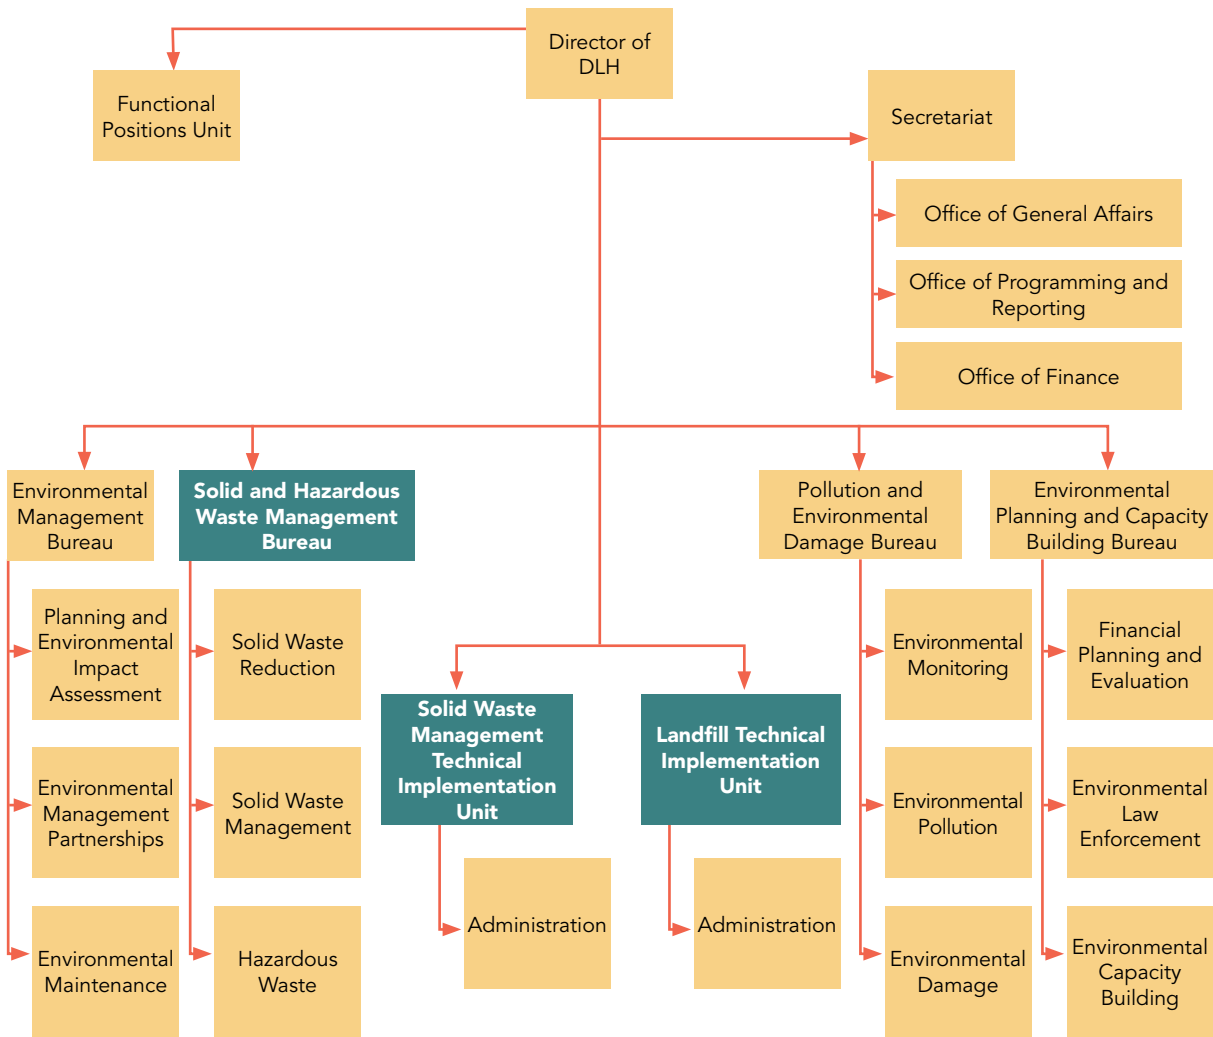 Director of
DLH
Functional
Positions Unit
Secretariat
Office of General Affairs
Office of Programming and
Reporting
Office of Finance
Environmental
Management
Bureau
Solid and Hazardous
Waste Management
Bureau
Pollution and
Environmental
Damage Bureau
Environmental
Planning and Capacity
Building Bureau
Planning and
Environmental
Impact
Assessment
Environmental
Management
Partnerships
Environmental
Maintenance
Solid Waste
Reduction
Solid Waste
Management
Hazardous
Waste
Solid Waste
Management
Technical
Implementation
Unit
Administration
Landfill Technical
Implementation
Unit
Administration
Environmental
Monitoring
Environmental
Pollution
Environmental
Damage
Financial
Planning and
Evaluation
Environmental
Law
Enforcement
Environmental
Capacity
Building